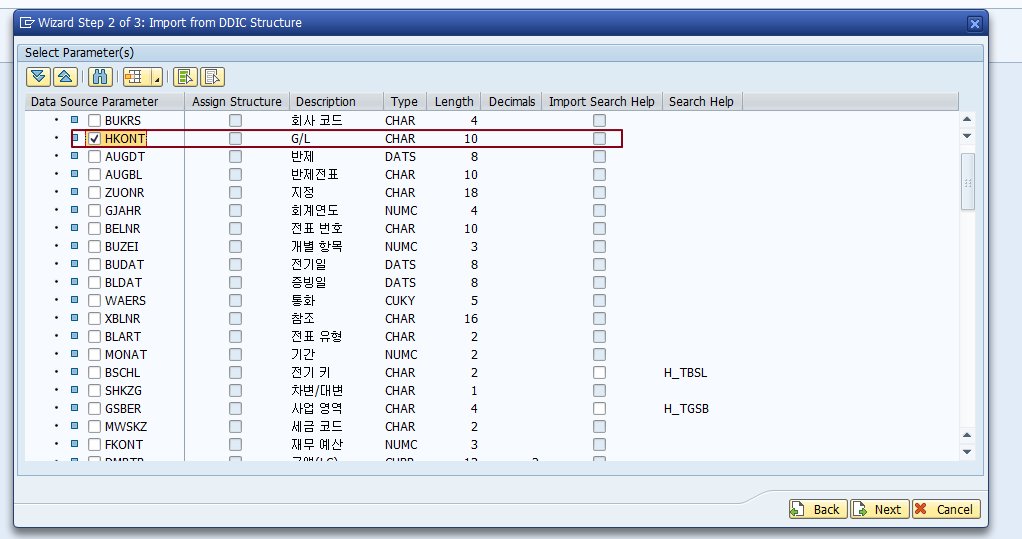 Wizard Step 2 of 3: Import from DDIC Structure
Select Parameter(s)
Data Source Parameter Assign Structure Description Type Length Decimals Import Search Help Search Help
BUKRS 회사 코드 CHAR 4
HKONT G/L CHAR 10
AUGDT 반제 DATS 8
AUGBL 반제전표 CHAR 10
ZUONR 지정 CHAR 18
GJAHR 회계연도 NUMC 4
BELNR 전표 번호 CHAR 10
BUZEI 개별 항목 NUMC 3
BUDAT 전기일 DATS 8
BLDAT 증빙일 DATS 8
WAERS 통화 CUKY 5
XBLNR 참조 CHAR 16
BLART 전표 유형 CHAR 2
MONAT 기간 NUMC 2
BSCHL 전기 키 CHAR 2 H_TBSL
SHKZG 차변/대변 CHAR 1
GSBER 사업 영역 CHAR 4 H_TGSB
MWSKZ 세금 코드 CHAR 2
FKONT 재무 예산 NUMC 3
Back Next Cancel